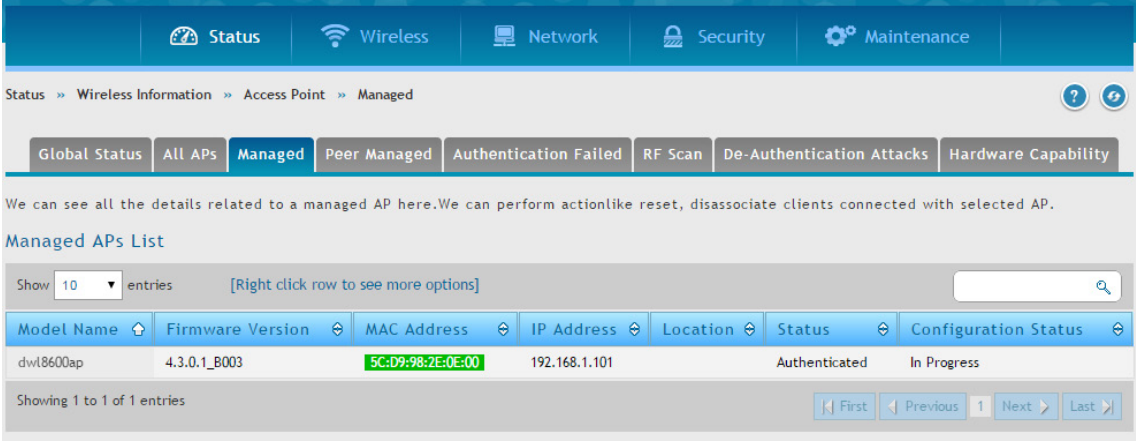 Status Wireless Network Security Maintenance
Status » Wireless Information » Access Point » Managed
Global Status All APs Managed Peer Managed Authentication Failed RF Scan De-Authentication Attacks Hardware Capability
We can see all the details related to a managed AP here.We can perform actionlike reset, disassociate clients connected with selected AP.
Managed APs List
Show 10 entries [Right click row to see more options]
Model Name Firmware Version MAC Address IP Address Location Status Configuration Status
dwl8600ap 4.3.0.1_B003 5C:D9:98:2E:0E:00 192.168.1.101 Authenticated In Progress
Showing 1 to 1 of 1 entries First Previous 1 Next Last